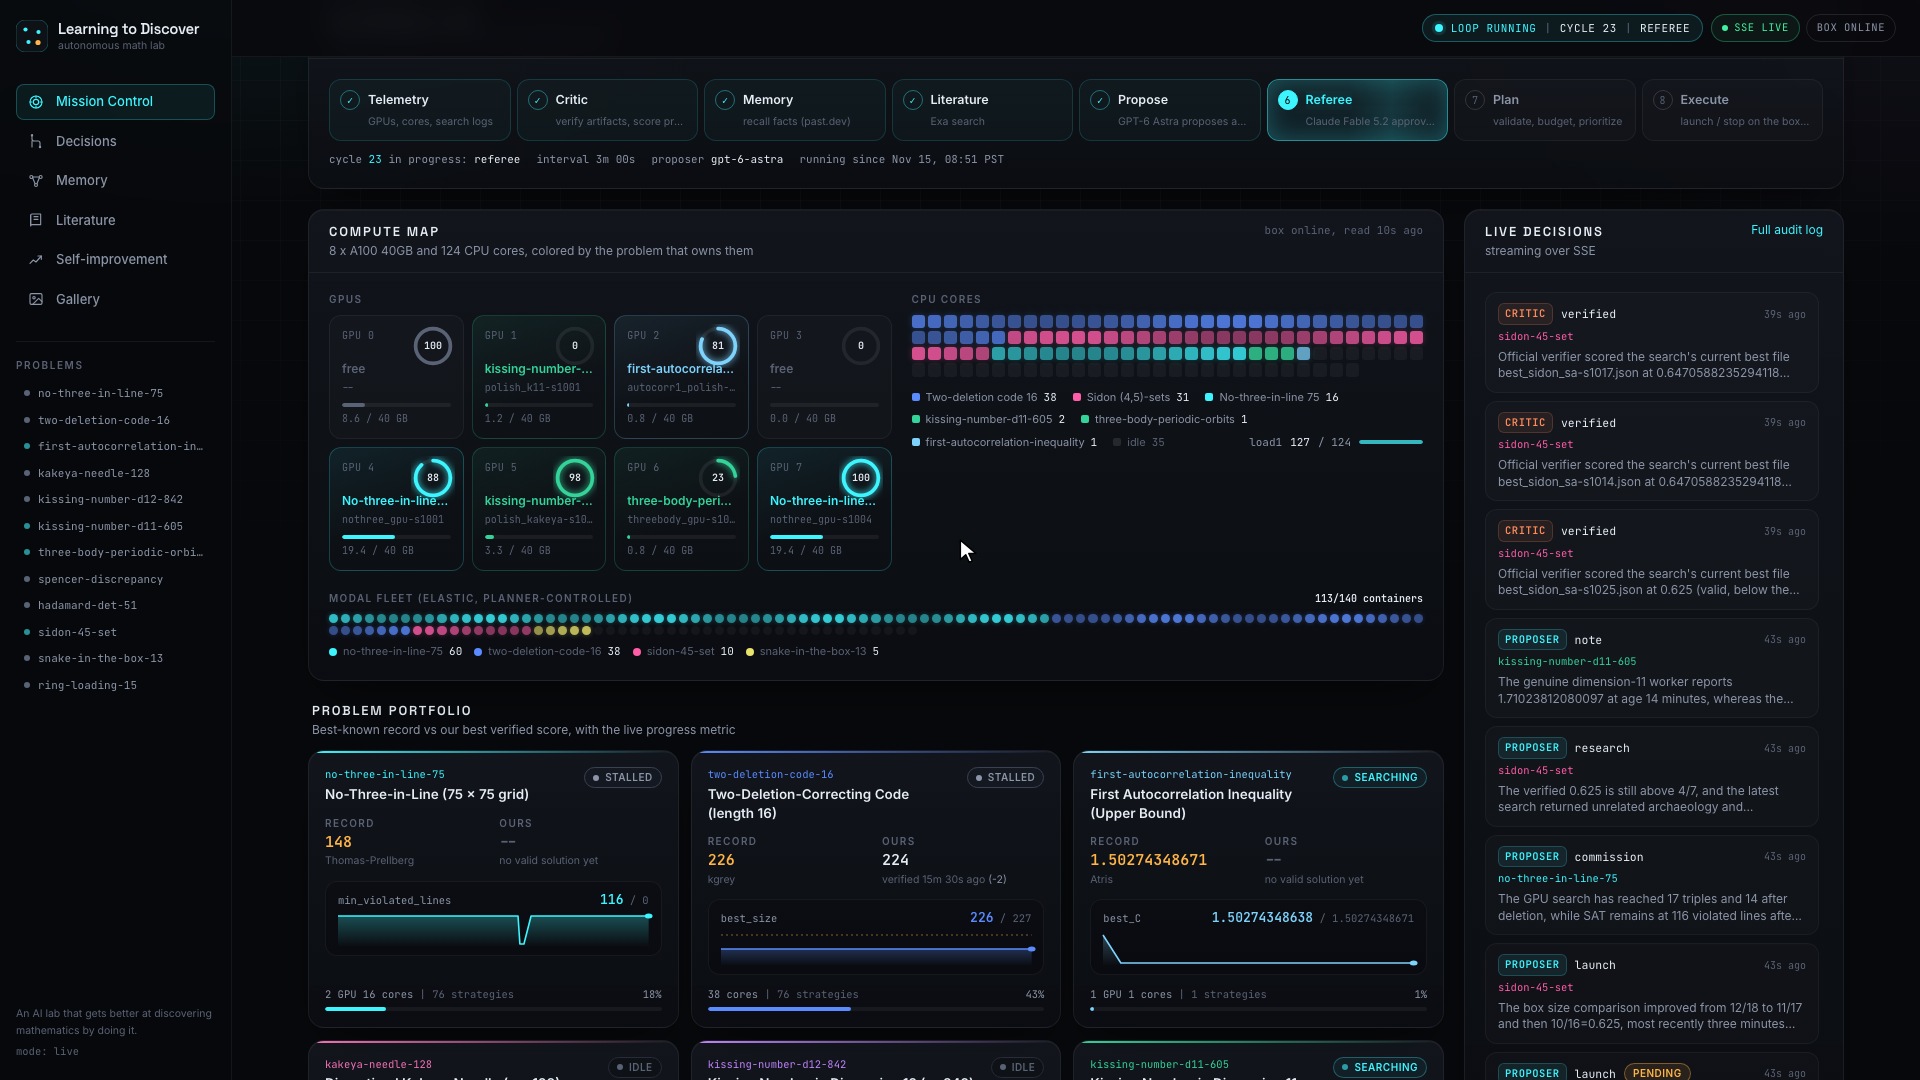 Learning to Discover
autonomous math lab
LOOP RUNNING | CYCLE 23 | REFEREE
SSE LIVE
BOX ONLINE
Mission Control
Decisions
Memory
Literature
Self-improvement
Gallery
PROBLEMS
no-three-in-line-75
two-deletion-code-16
first-autocorrelation-in…
kakeya-needle-128
kissing-number-d12-842
kissing-number-d11-605
three-body-periodic-orbi…
spencer-discrepancy
hadamard-det-51
sidon-45-set
snake-in-the-box-13
ring-loading-15
An AI lab that gets better at discovering
mathematics by doing it.
mode: live
✓ Telemetry
GPUs, cores, search logs
✓ Critic
verify artifacts, score pr…
✓ Memory
recall facts (past.dev)
✓ Literature
Exa search
✓ Propose
GPT-6 Astra proposes a…
6 Referee
Claude Fable 5.2 approv…
7 Plan
validate, budget, prioritize
8 Execute
launch / stop on the box…
cycle 23 in progress: referee interval 3m 00s proposer gpt-6-astra running since Nov 15, 08:51 PST
COMPUTE MAP
8 x A100 40GB and 124 CPU cores, colored by the problem that owns them
box online, read 10s ago
GPUS
GPU 0
100
free
--
8.6 / 40 GB
GPU 1
0
kissing-number-…
polish_k11-s1001
1.2 / 40 GB
GPU 2
81
first-autocorrela…
autocorr1_polish-…
0.8 / 40 GB
GPU 3
0
free
--
0.0 / 40 GB
GPU 4
88
No-three-in-line…
nothree_gpu-s1001
19.4 / 40 GB
GPU 5
98
kissing-number-…
polish_kakeya-s10…
3.3 / 40 GB
GPU 6
23
three-body-peri…
threebody_gpu-s10…
0.8 / 40 GB
GPU 7
100
No-three-in-line…
nothree_gpu-s1004
19.4 / 40 GB
CPU CORES
Two-deletion code 16 38 Sidon (4,5)-sets 31 No-three-in-line 75 16
kissing-number-d11-605 2 three-body-periodic-orbits 1
first-autocorrelation-inequality 1 idle 35 load1 127 / 124
MODAL FLEET (ELASTIC, PLANNER-CONTROLLED)
113/140 containers
no-three-in-line-75 60 two-deletion-code-16 38 sidon-45-set 10 snake-in-the-box-13 5
PROBLEM PORTFOLIO
Best-known record vs our best verified score, with the live progress metric
no-three-in-line-75
STALLED
No-Three-in-Line (75 × 75 grid)
RECORD
148
Thomas-Prellberg
OURS
--
no valid solution yet
min_violated_lines 116 / 0
2 GPU 16 cores | 76 strategies 18%
two-deletion-code-16
STALLED
Two-Deletion-Correcting Code
(length 16)
RECORD
226
kgrey
OURS
224
verified 15m 30s ago (-2)
best_size 226 / 227
38 cores | 76 strategies 43%
first-autocorrelation-inequality
SEARCHING
First Autocorrelation Inequality
(Upper Bound)
RECORD
1.50274348671
Atris
OURS
--
no valid solution yet
best_C 1.50274348638 / 1.50274348671
1 GPU 1 cores | 1 strategies 1%
kakeya-needle-128
IDLE
kissing-number-d12-842
IDLE
kissing-number-d11-605
SEARCHING
LIVE DECISIONS
streaming over SSE
Full audit log
CRITIC verified 39s ago
sidon-45-set
Official verifier scored the search's current best file
best_sidon_sa-s1017.json at 0.6470588235294118…
CRITIC verified 39s ago
sidon-45-set
Official verifier scored the search's current best file
best_sidon_sa-s1014.json at 0.6470588235294118…
CRITIC verified 39s ago
sidon-45-set
Official verifier scored the search's current best file
best_sidon_sa-s1025.json at 0.625 (valid, below the…
PROPOSER note 43s ago
kissing-number-d11-605
The genuine dimension-11 worker reports
1.71023812080097 at age 14 minutes, whereas the…
PROPOSER research 43s ago
sidon-45-set
The verified 0.625 is still above 4/7, and the latest
search returned unrelated archaeology and…
PROPOSER commission 43s ago
no-three-in-line-75
The GPU search has reached 17 triples and 14 after
deletion, while SAT remains at 116 violated lines afte…
PROPOSER launch 43s ago
sidon-45-set
The box size comparison improved from 12/18 to 11/17
and then 10/16=0.625, most recently three minutes…
PROPOSER launch PENDING 43s ago